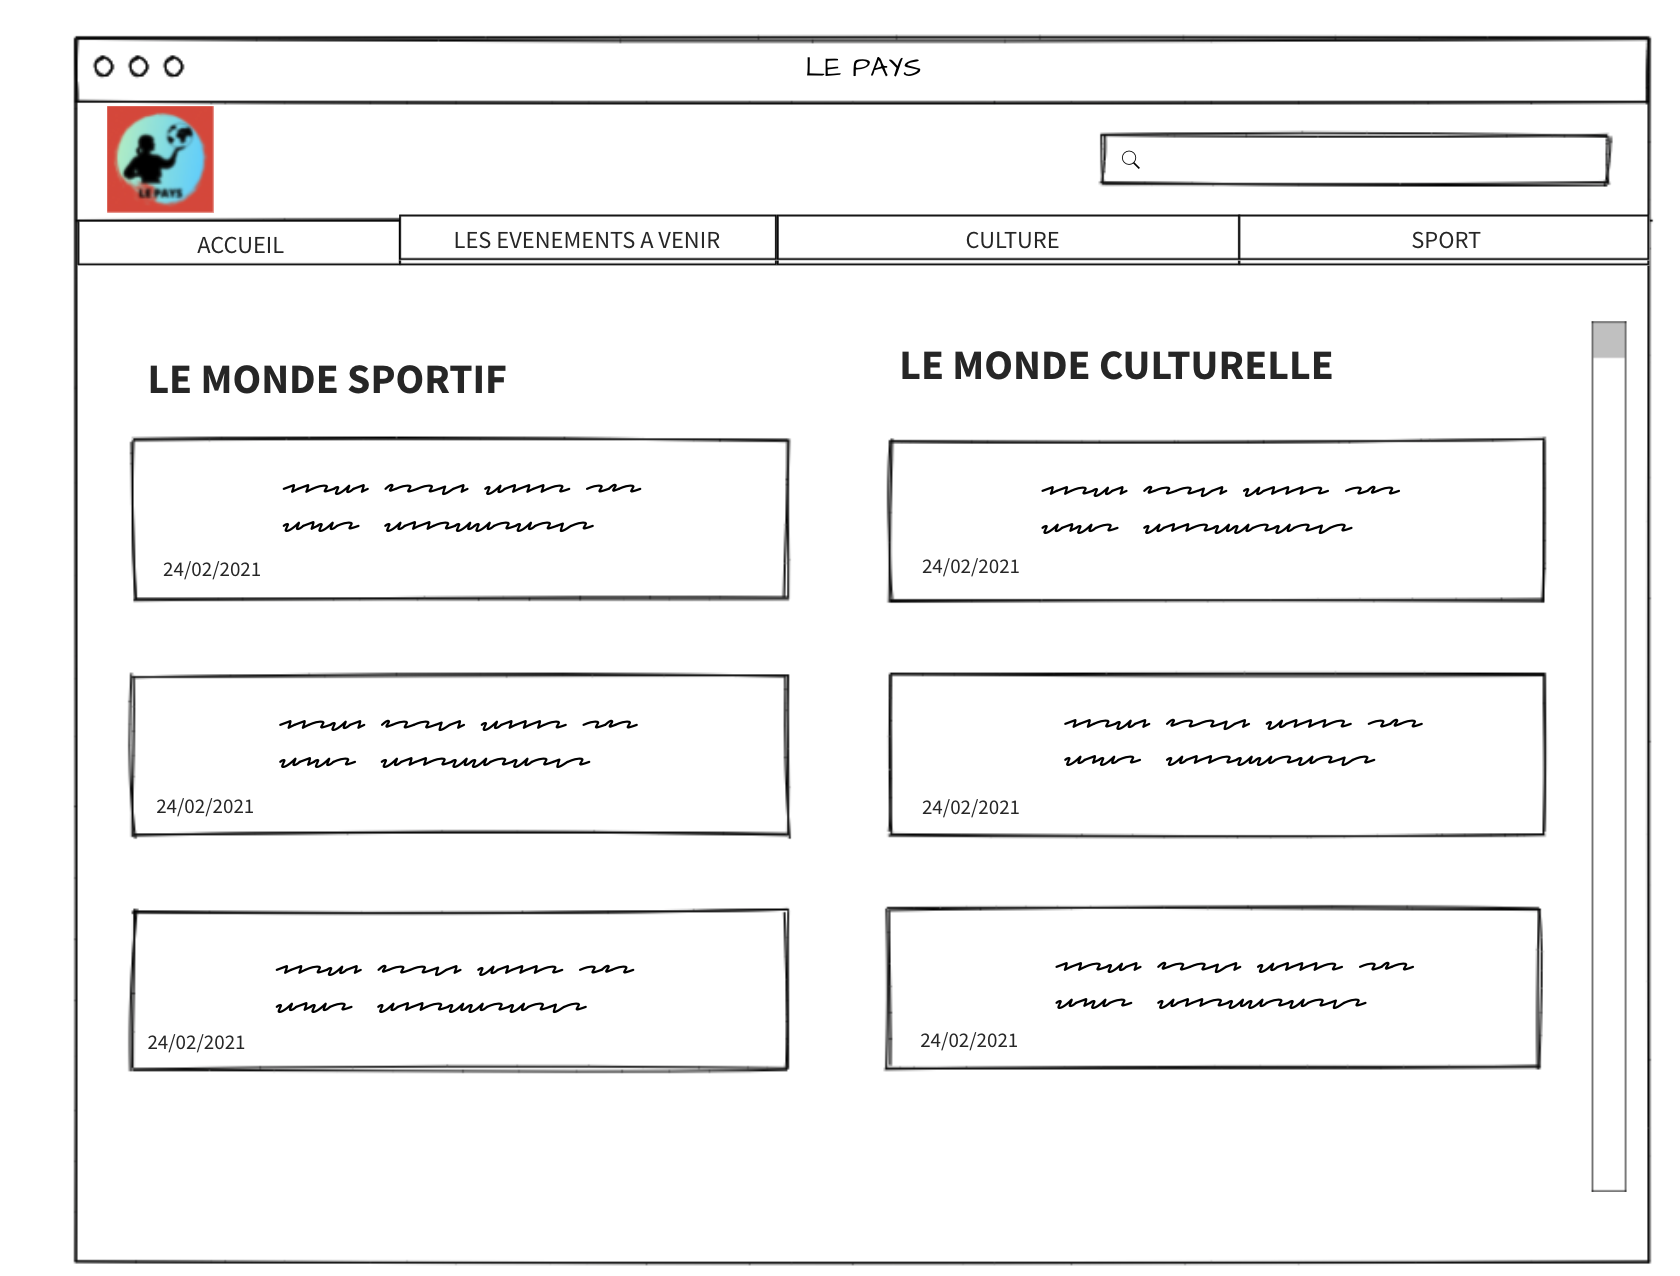 LE PAYS
LE PAYS
ACCUEIL
LES EVENEMENTS A VENIR
CULTURE
SPORT
LE MONDE SPORTIF
24/02/2021
24/02/2021
24/02/2021
LE MONDE CULTURELLE
24/02/2021
24/02/2021
24/02/2021